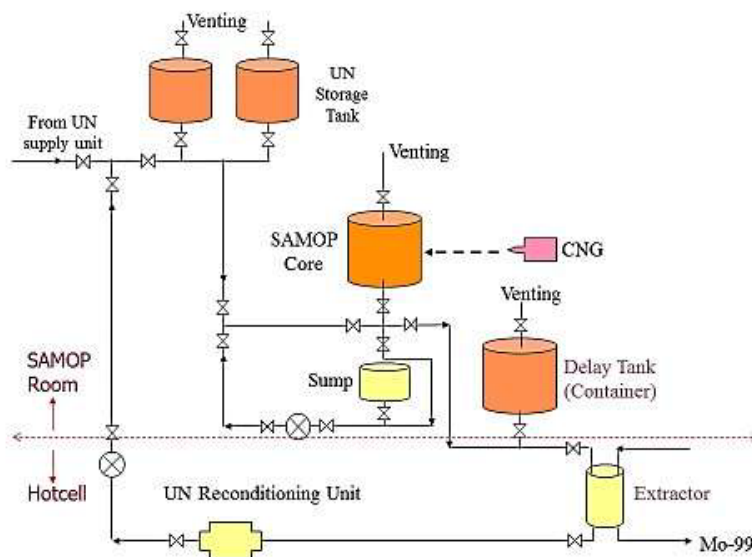 Venting
UN
Storage
Tank
From UN
supply unit
Venting
SAMOP
Core
CNG
Venting
SAMOP
Room
Sump
Delay Tank
(Container)
Hotcell
UN Reconditioning Unit
Extractor
Mo-99